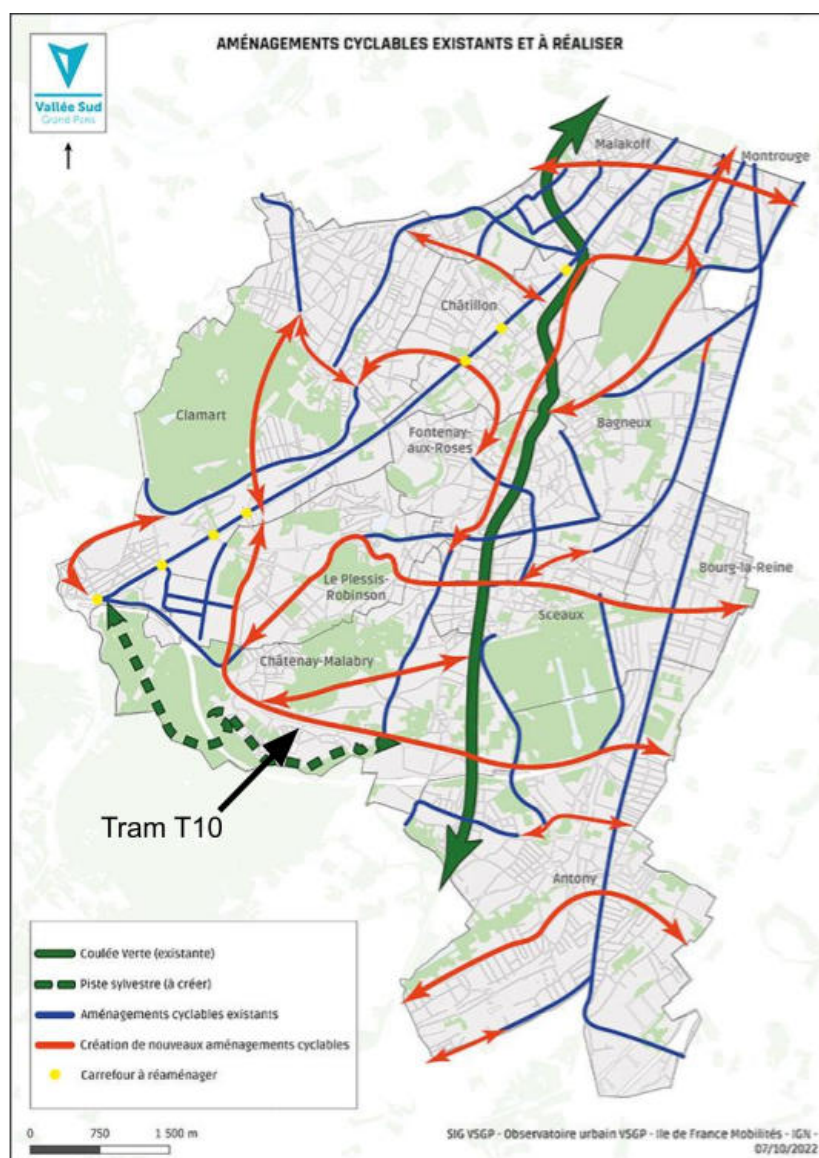 AMÉNAGEMENTS CYCLABLES EXISTANTS ET À RÉALISER
Vallée Sud
Grand Paris
Malakoff
Montrouge
Châtillon
Clamart
Fontenay-
aux-Roses
Bagneux
Le Plessis-
Robinson
Bourg-la-Reine
Sceaux
Châtenay-Malabry
Tram T10
Antony
Coulée Verte (existante)
Piste sylvestre (à créer)
Aménagements cyclables existants
Création de nouveaux aménagements cyclables
Carrefour à réaménager
0 750 1 500 m
SIG VSGP - Observatoire urbain VSGP - Ile de France Mobilités - IGN -
07/10/2022